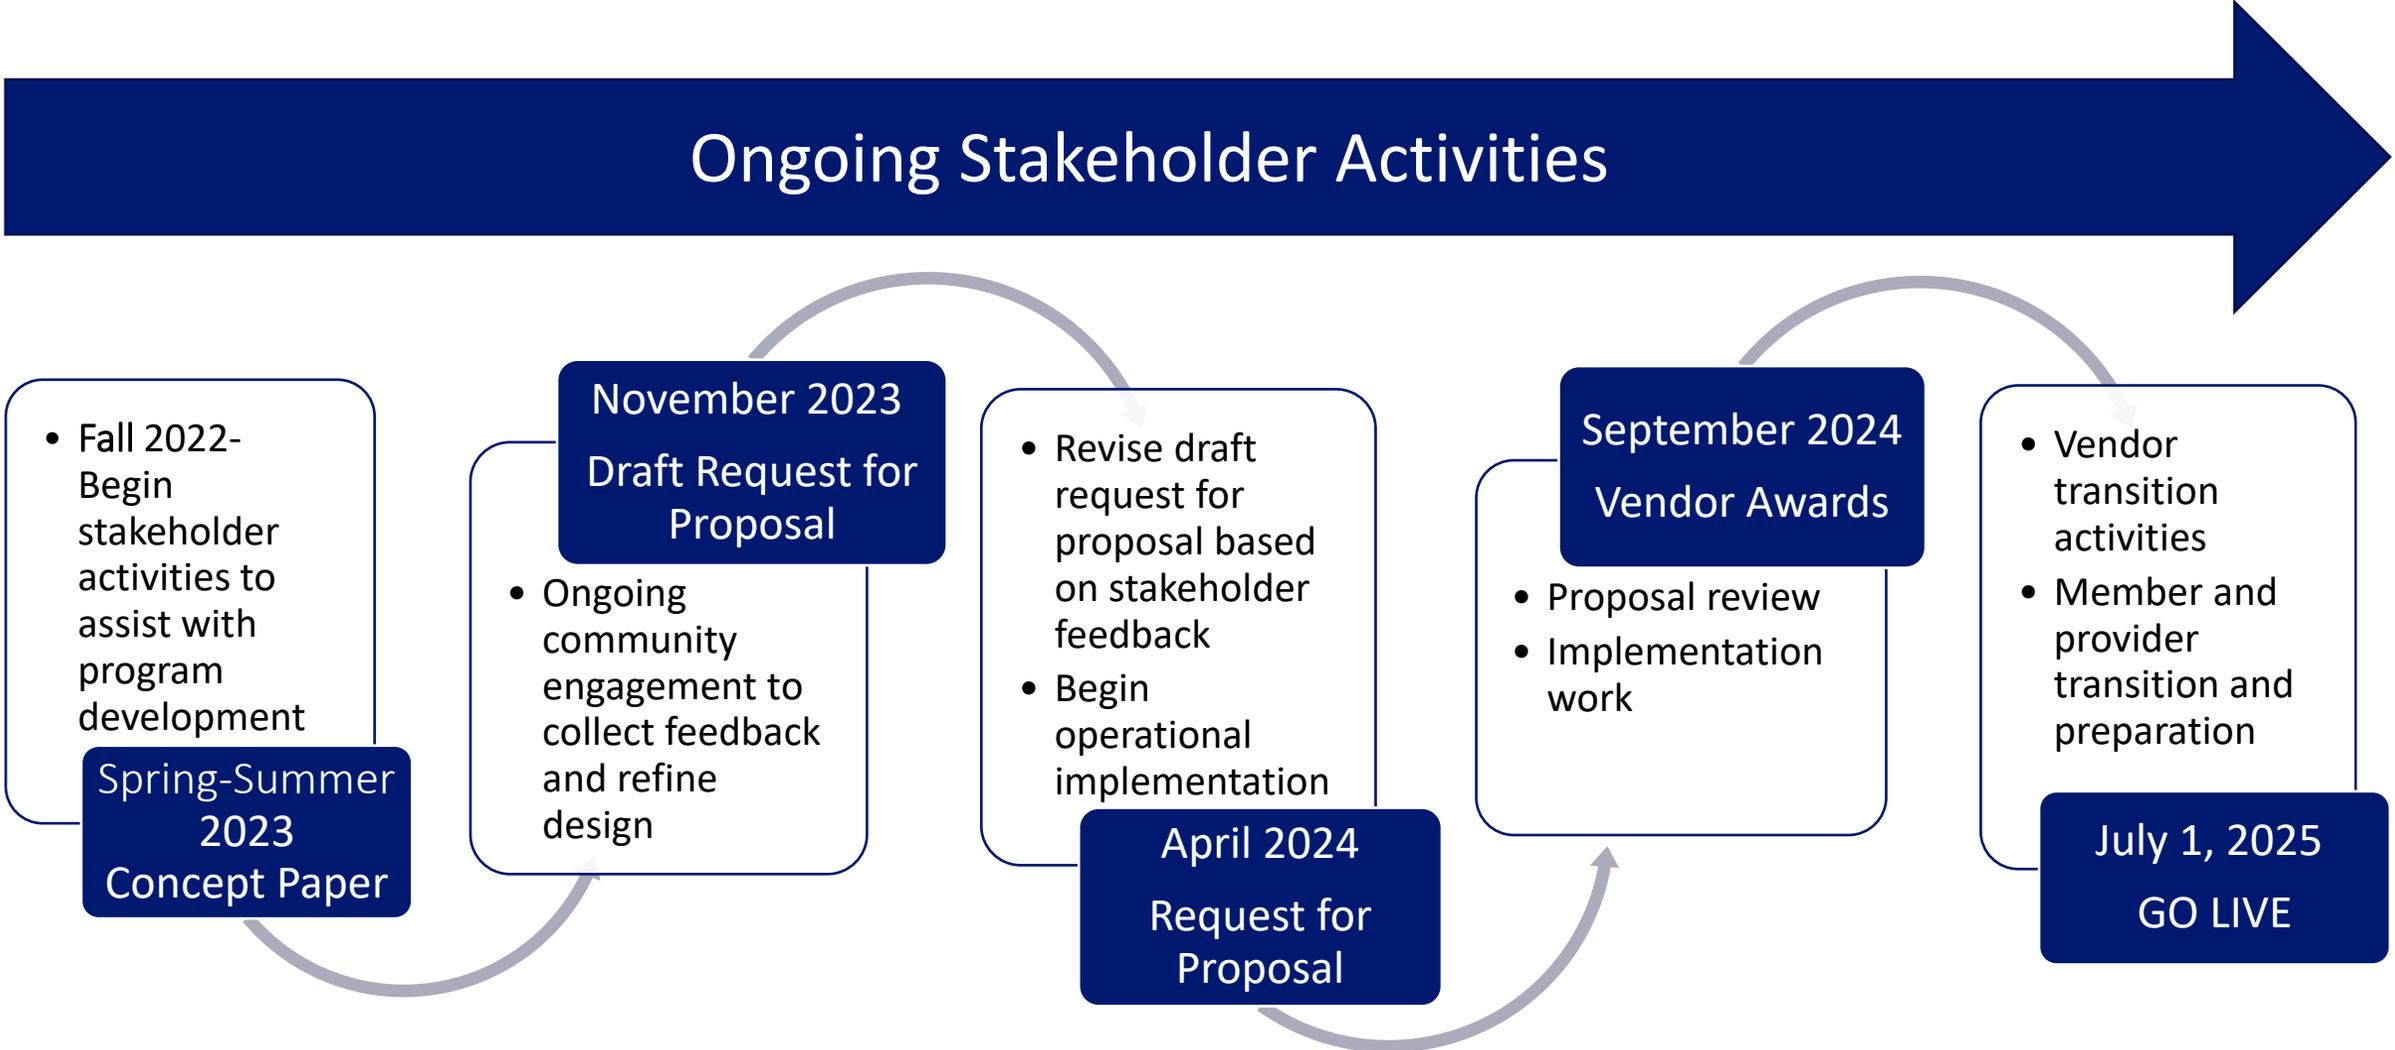 Ongoing Stakeholder Activities
• Fall 2022-
Begin
stakeholder
activities to
assist with
program
development
Spring-Summer
2023
Concept Paper
November 2023
Draft Request for
Proposal
• Ongoing
community
engagement to
collect feedback
and refine
design
• Revise draft
request for
proposal based
on stakeholder
feedback
• Begin
operational
implementation
April 2024
Request for
Proposal
September 2024
Vendor Awards
• Proposal review
• Implementation
work
• Vendor
transition
activities
• Member and
provider
transition and
preparation
July 1, 2025
GO LIVE